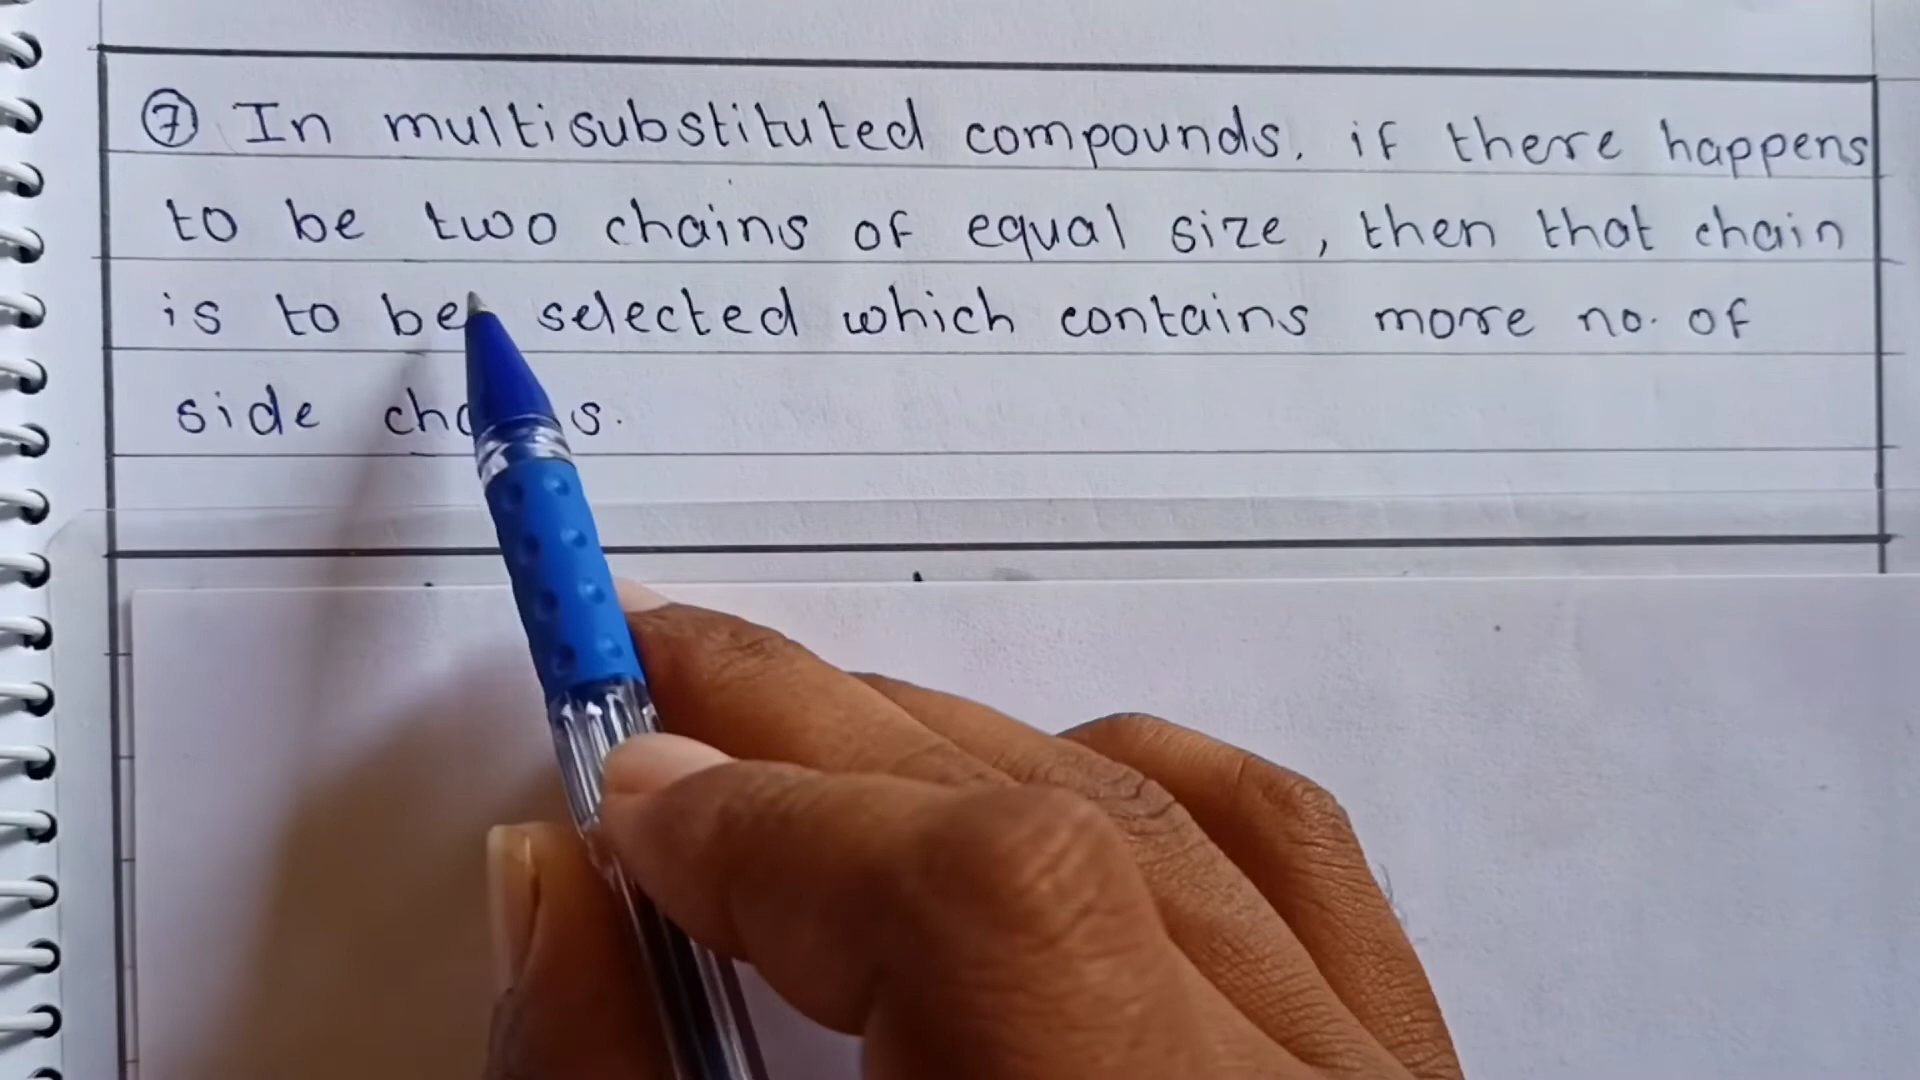 ⑦ In multisubstituted compounds, if there happens
to be two chains of equal size, then that chain
is to be selected which contains more no. of
side chains.